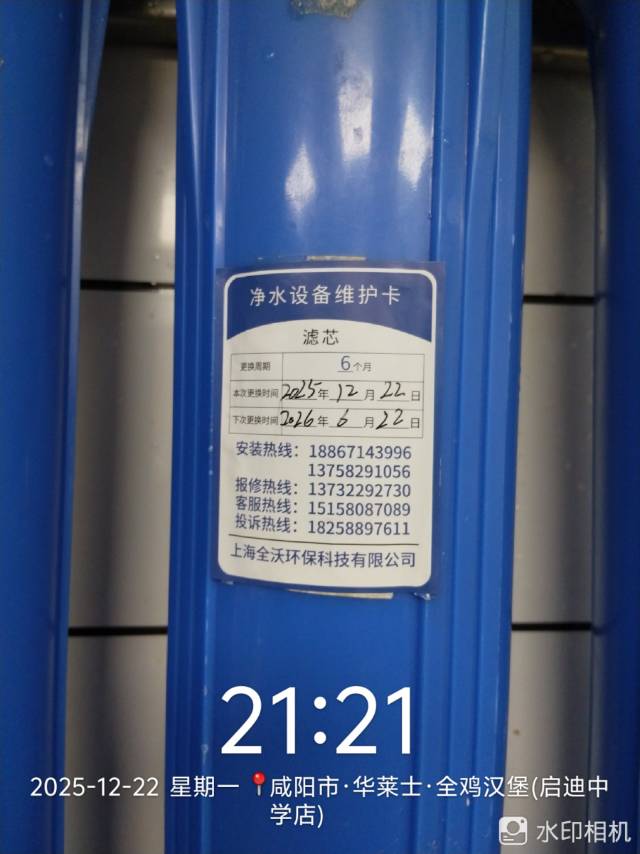 净水设备维护卡
滤芯
更换周期 6个月
本次更换时间 2025年 12月 22日
下次更换时间 2026年 6月 22日
安装热线：18867143996
13758291056
报修热线：13732292730
客服热线：15158087089
投诉热线：18258897611
上海全沃环保科技有限公司
21:21
2025-12-22 星期一 咸阳市·华莱士·全鸡汉堡(启迪中
学店)
水印相机